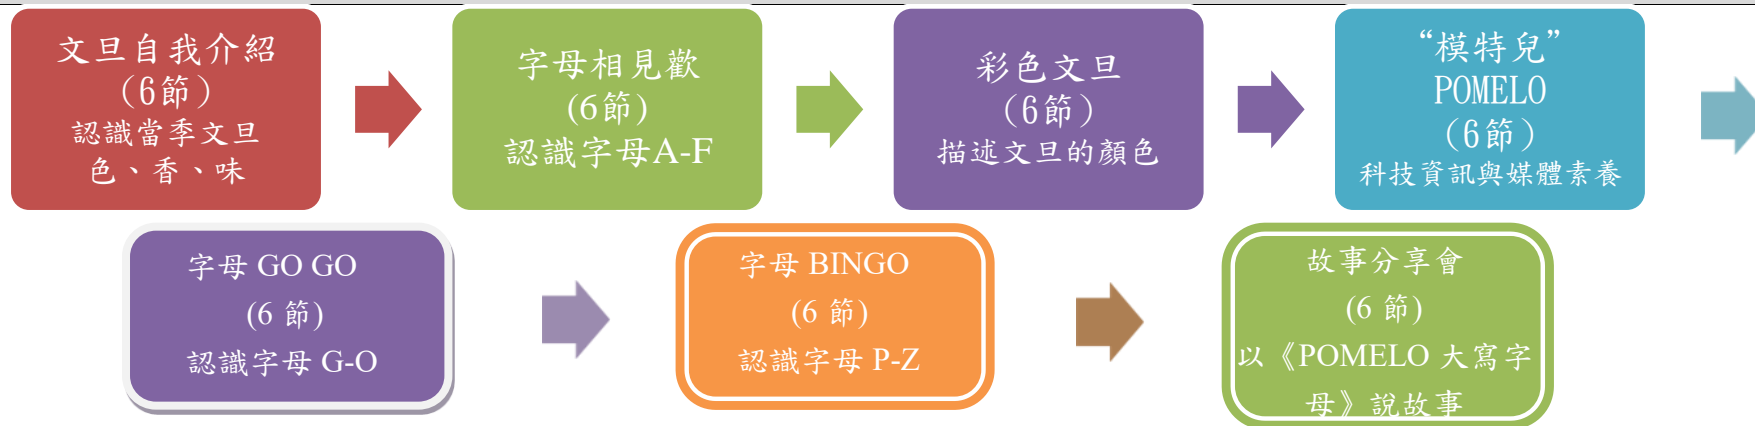 文旦自我介紹
(6節)
認識當季文旦
色、香、味
字母相見歡
(6節)
認識字母A-F
彩色文旦
(6節)
描述文旦的顏色
“模特兒”
POMELO
(6節)
科技資訊與媒體素養
字母 GO GO
(6 節)
認識字母 G-O
字母 BINGO
(6 節)
認識字母 P-Z
故事分享會
(6 節)
以《POMELO 大寫字
母》說故事